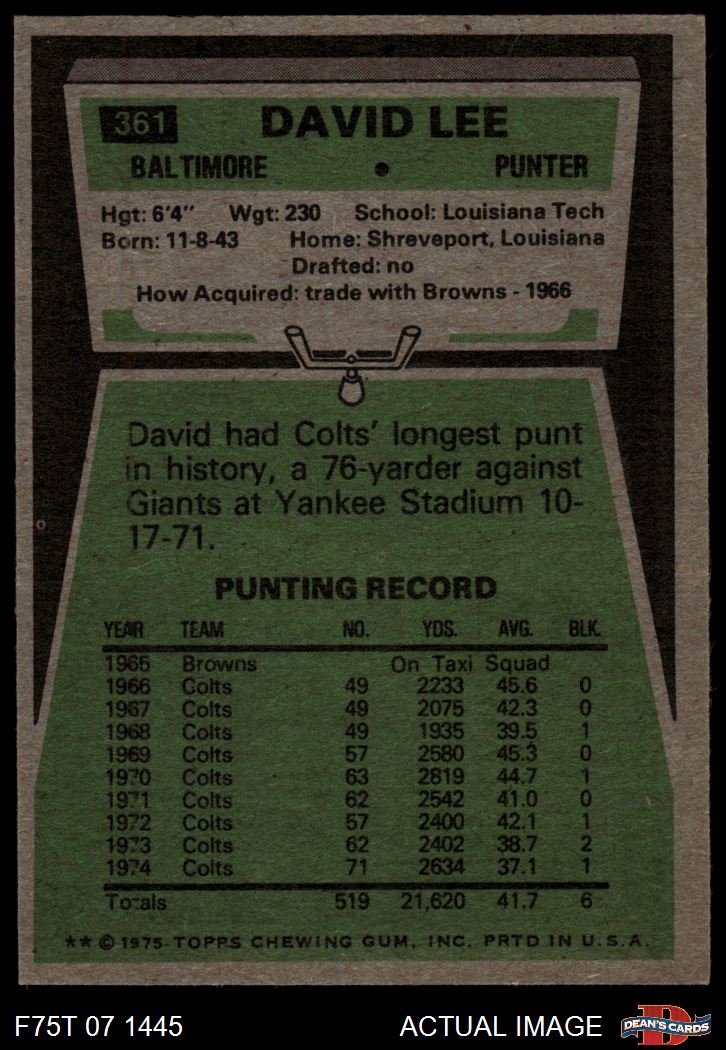 361 DAVID LEE
BALTIMORE • PUNTER
Hgt: 6'4" Wgt: 230 School: Louisiana Tech
Born: 11-8-43 Home: Shreveport, Louisiana
Drafted: no
How Acquired: trade with Browns - 1966
David had Colts' longest punt
in history, a 76-yarder against
Giants at Yankee Stadium 10-
17-71.
PUNTING RECORD
YEAR TEAM NO. YDS. AVG. BLK.
1965 Browns On Taxi Squad
1966 Colts 49 2233 45.6 0
1967 Colts 49 2075 42.3 0
1968 Colts 49 1935 39.5 1
1969 Colts 57 2580 45.3 0
1970 Colts 63 2819 44.7 1
1971 Colts 62 2542 41.0 0
1972 Colts 57 2400 42.1 1
1973 Colts 62 2402 38.7 2
1974 Colts 71 2634 37.1 1
Totals 519 21,620 41.7 6
** © 1975 TOPPS CHEWING GUM, INC. PRTD IN U.S.A.
F75T 07 1445 ACTUAL IMAGE D DEAN'S CARDS